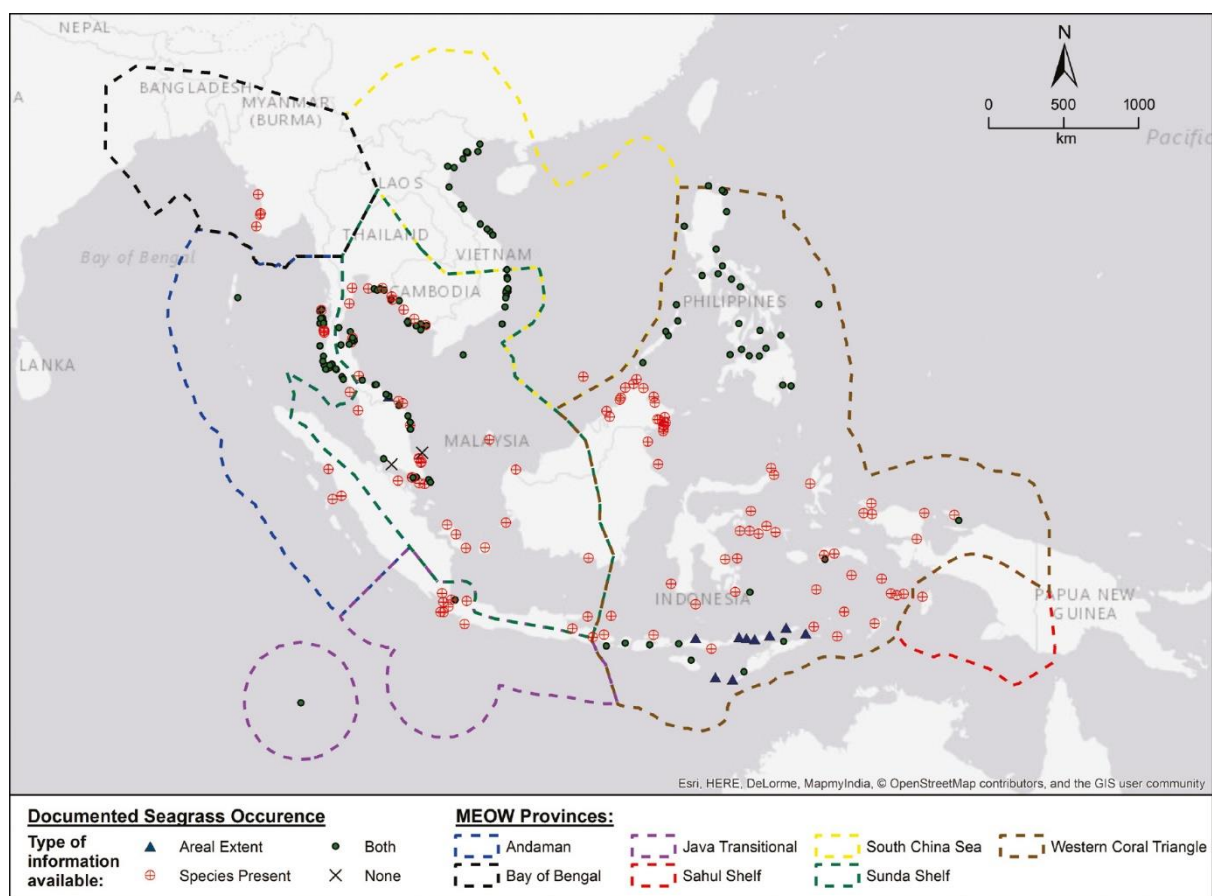 NEPAL
BANGLADESH
A
MYANMAR
(BURMA)
N
0 500 1000
km
Pacific
LAOS
Bay of Bengal
THAILAND
VIETNAM
CAMBODIA
PHILIPPINES
LANKA
MALAYSIA
INDONESIA
PAPUA NEW
GUINEA
Esri, HERE, DeLorme, MapmyIndia, © OpenStreetMap contributors, and the GIS user community
Documented Seagrass Occurence
Type of
information
available:
Areal Extent
Both
Species Present
None
MEOW Provinces:
Andaman
Java Transitional
South China Sea
Western Coral Triangle
Bay of Bengal
Sahul Shelf
Sunda Shelf